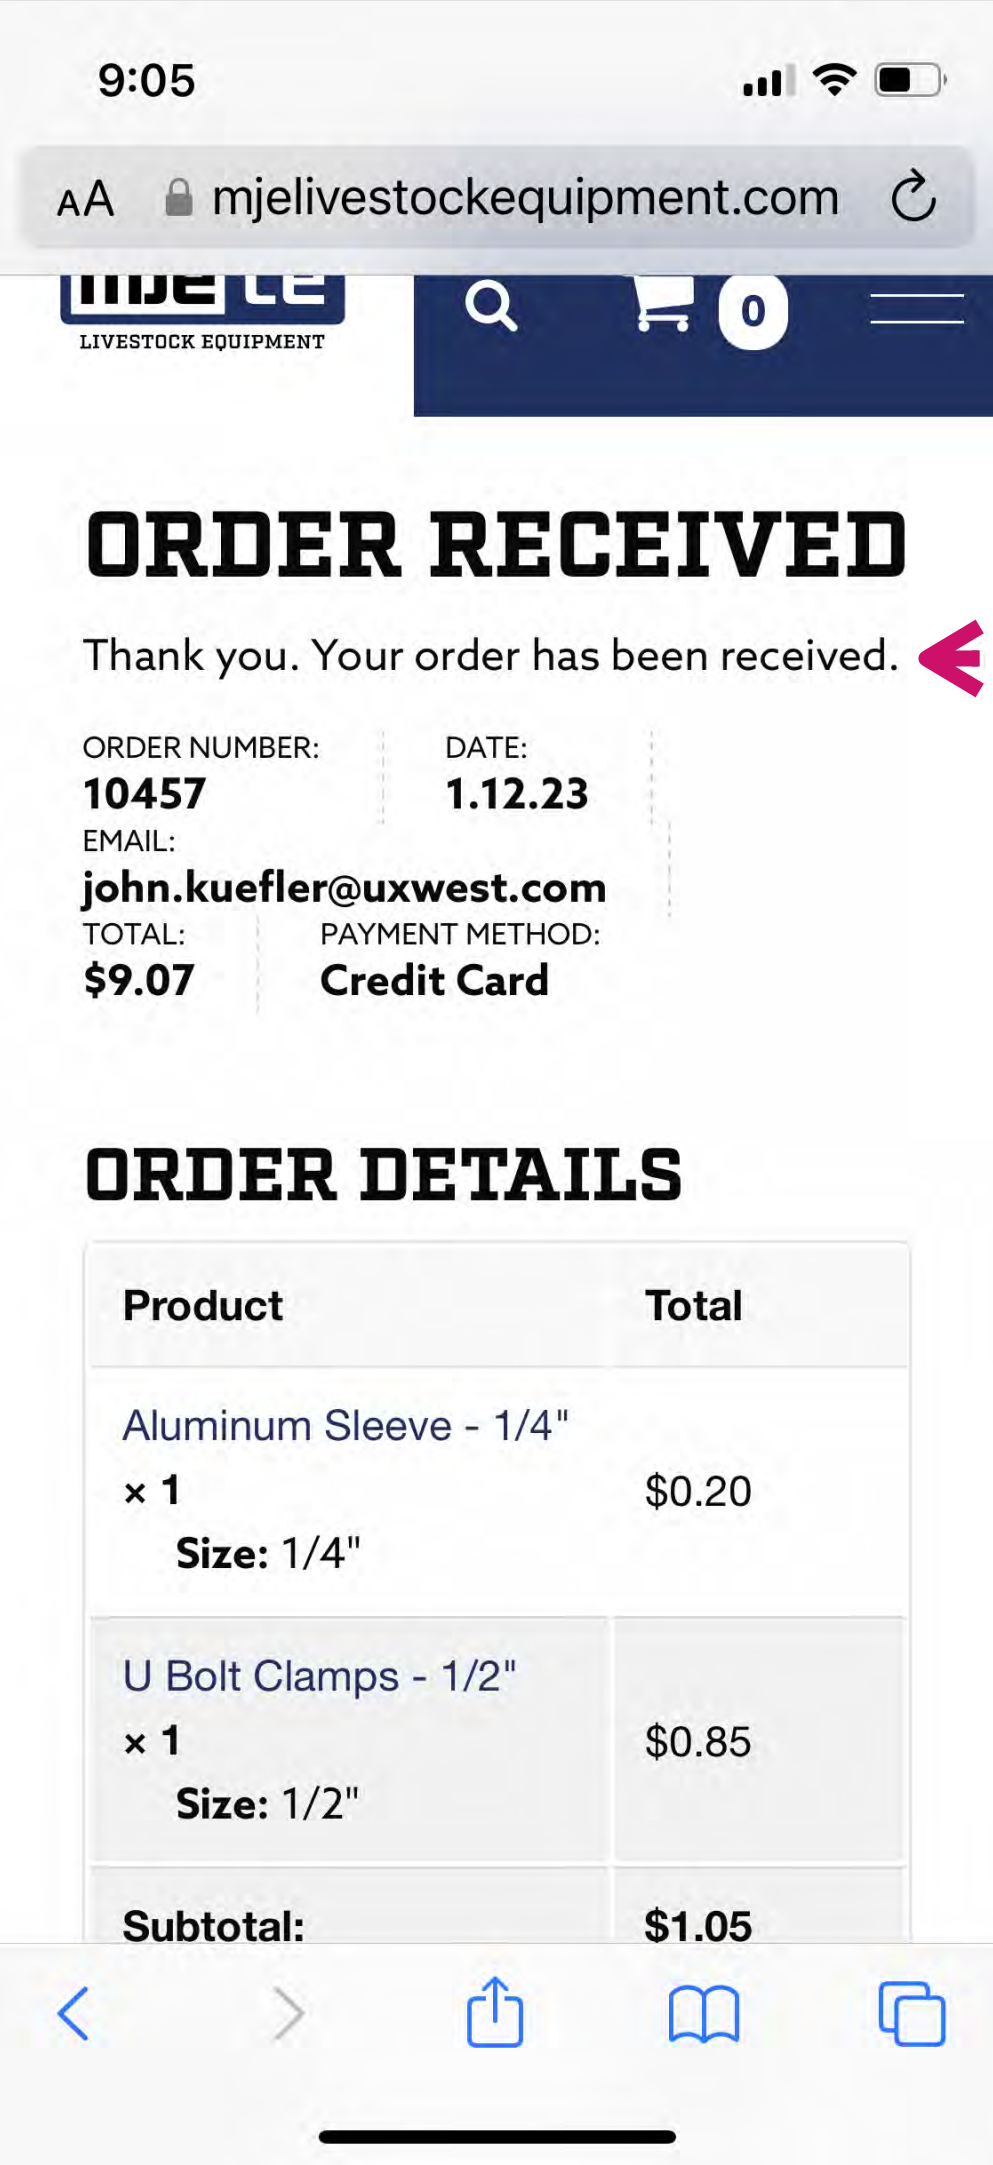 9:05
AA mjelivestockequipment.com
mje LE 0
LIVESTOCK EQUIPMENT
ORDER RECEIVED
Thank you. Your order has been received.
ORDER NUMBER: DATE:
10457 1.12.23
EMAIL:
john.kuefler@uxwest.com
TOTAL: PAYMENT METHOD:
$9.07 Credit Card
ORDER DETAILS
Product Total
Aluminum Sleeve - 1/4"
× 1 $0.20
Size: 1/4"
U Bolt Clamps - 1/2"
× 1 $0.85
Size: 1/2"
Subtotal: $1.05